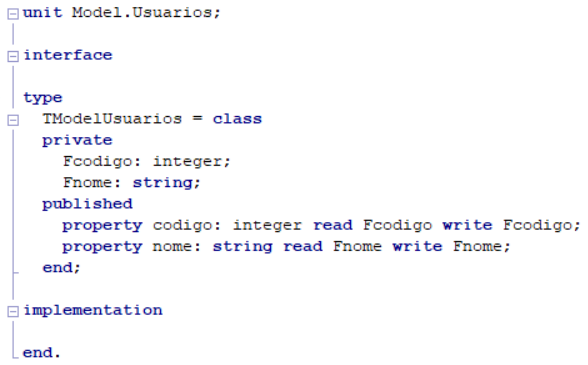 unit Model.Usuarios;
interface
type
TModelUsuarios = class
private
Fcodigo: integer;
Fnome: string;
published
property codigo: integer read Fcodigo write Fcodigo;
property nome: string read Fnome write Fnome;
end;
implementation
end.